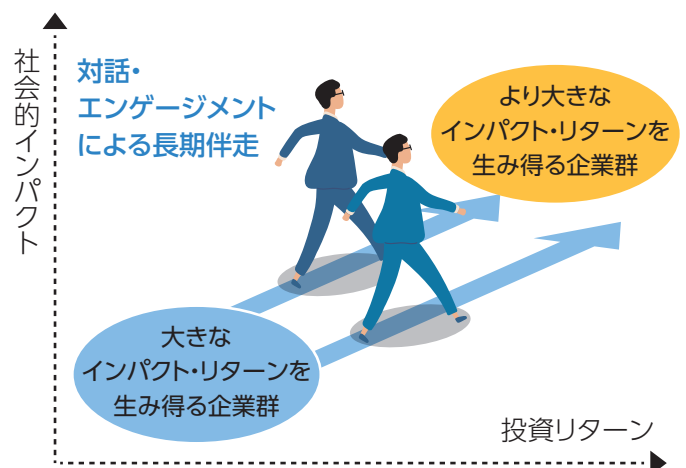 社会的インパクト
対話・
エンゲージメント
による長期伴走
より大きな
インパクト・リターンを
生み得る企業群
大きな
インパクト・リターンを
生み得る企業群
投資リターン